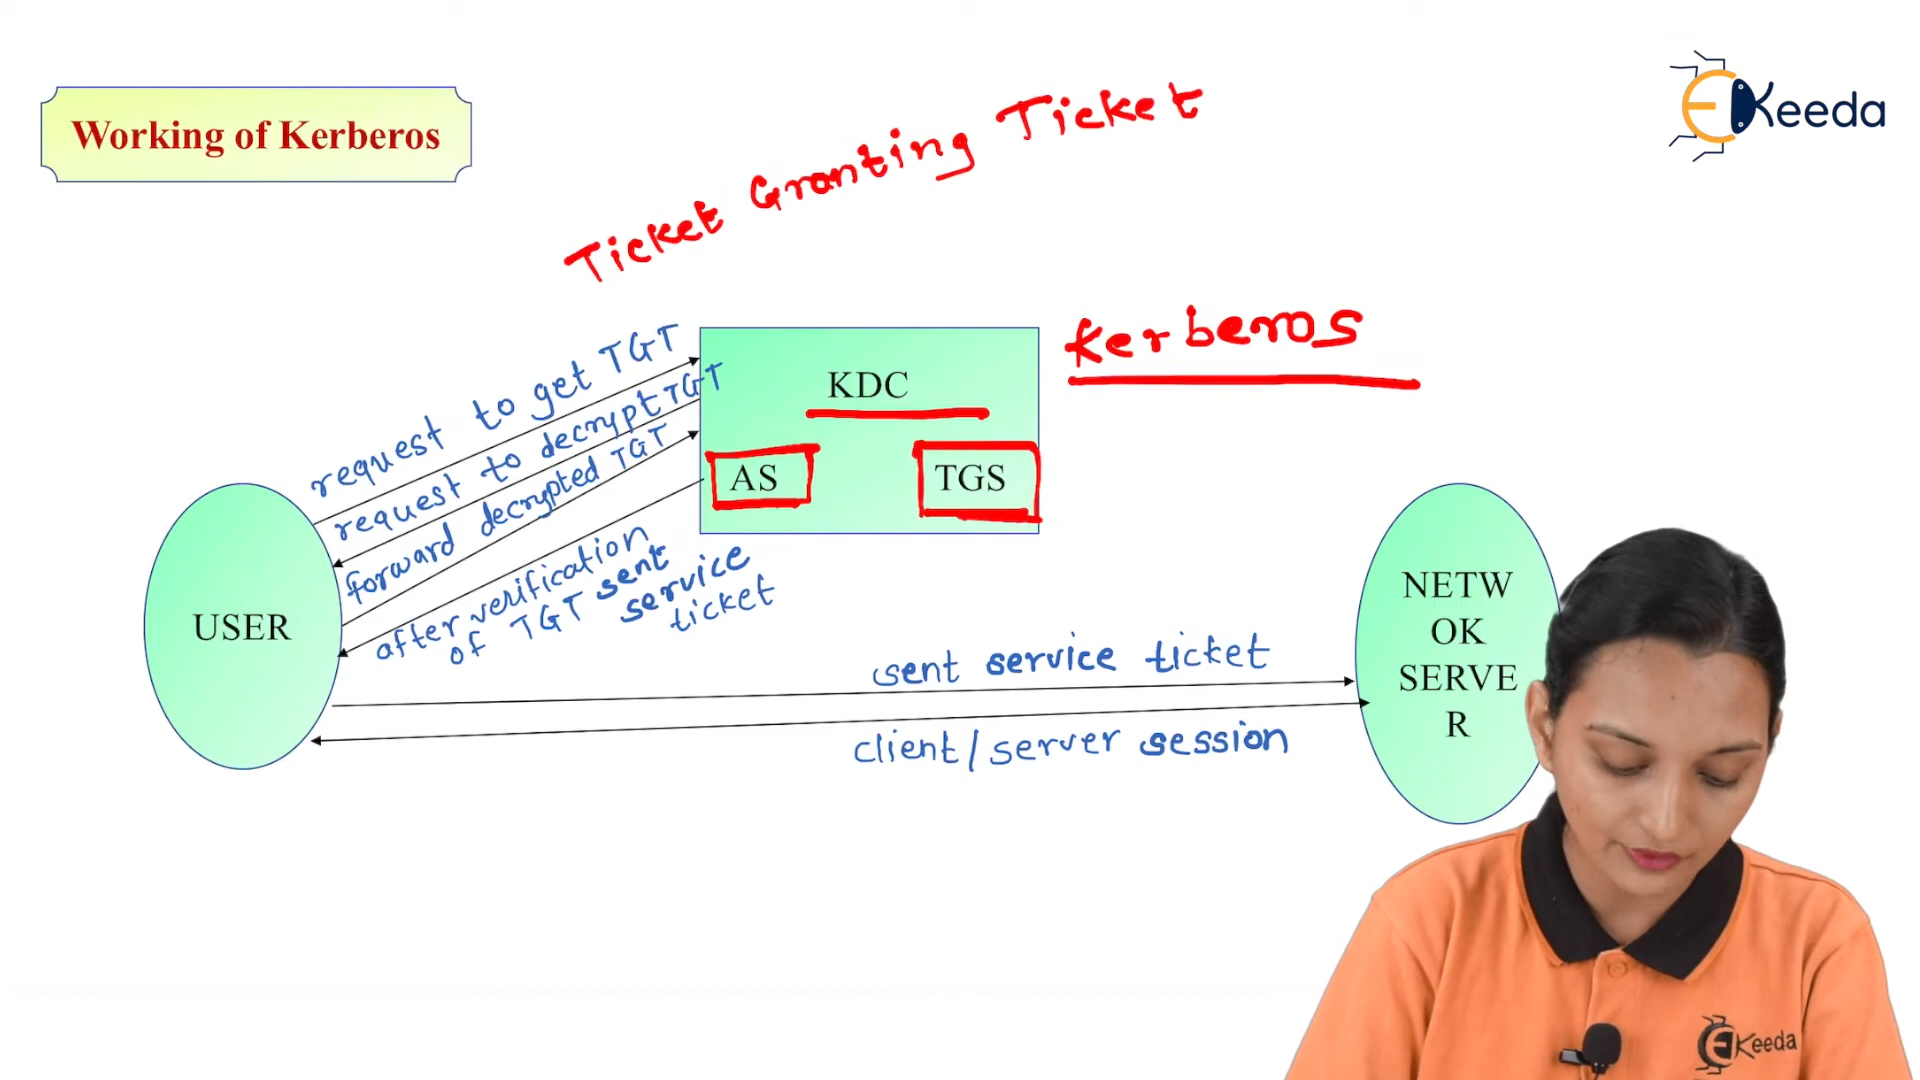 Working of Kerberos
Ticket Granting Ticket
EKeeda
Kerberos
request to get TGT
request to decrypt TGT
forward decrypted TGT
after verification
of TGT sent
service
ticket
KDC
AS
TGS
USER
NETW
OK
SERVE
R
sent service ticket
client/server session
EKeeda